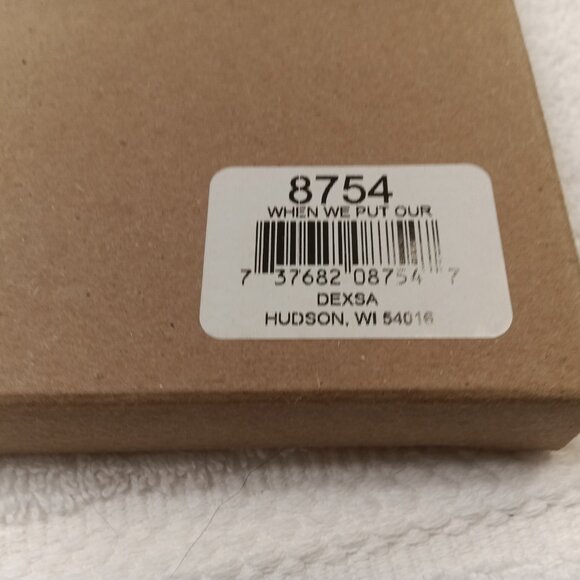 8754
WHEN WE PUT OUR
7 37682 08754 7
DEXSA
HUDSON, WI 54016